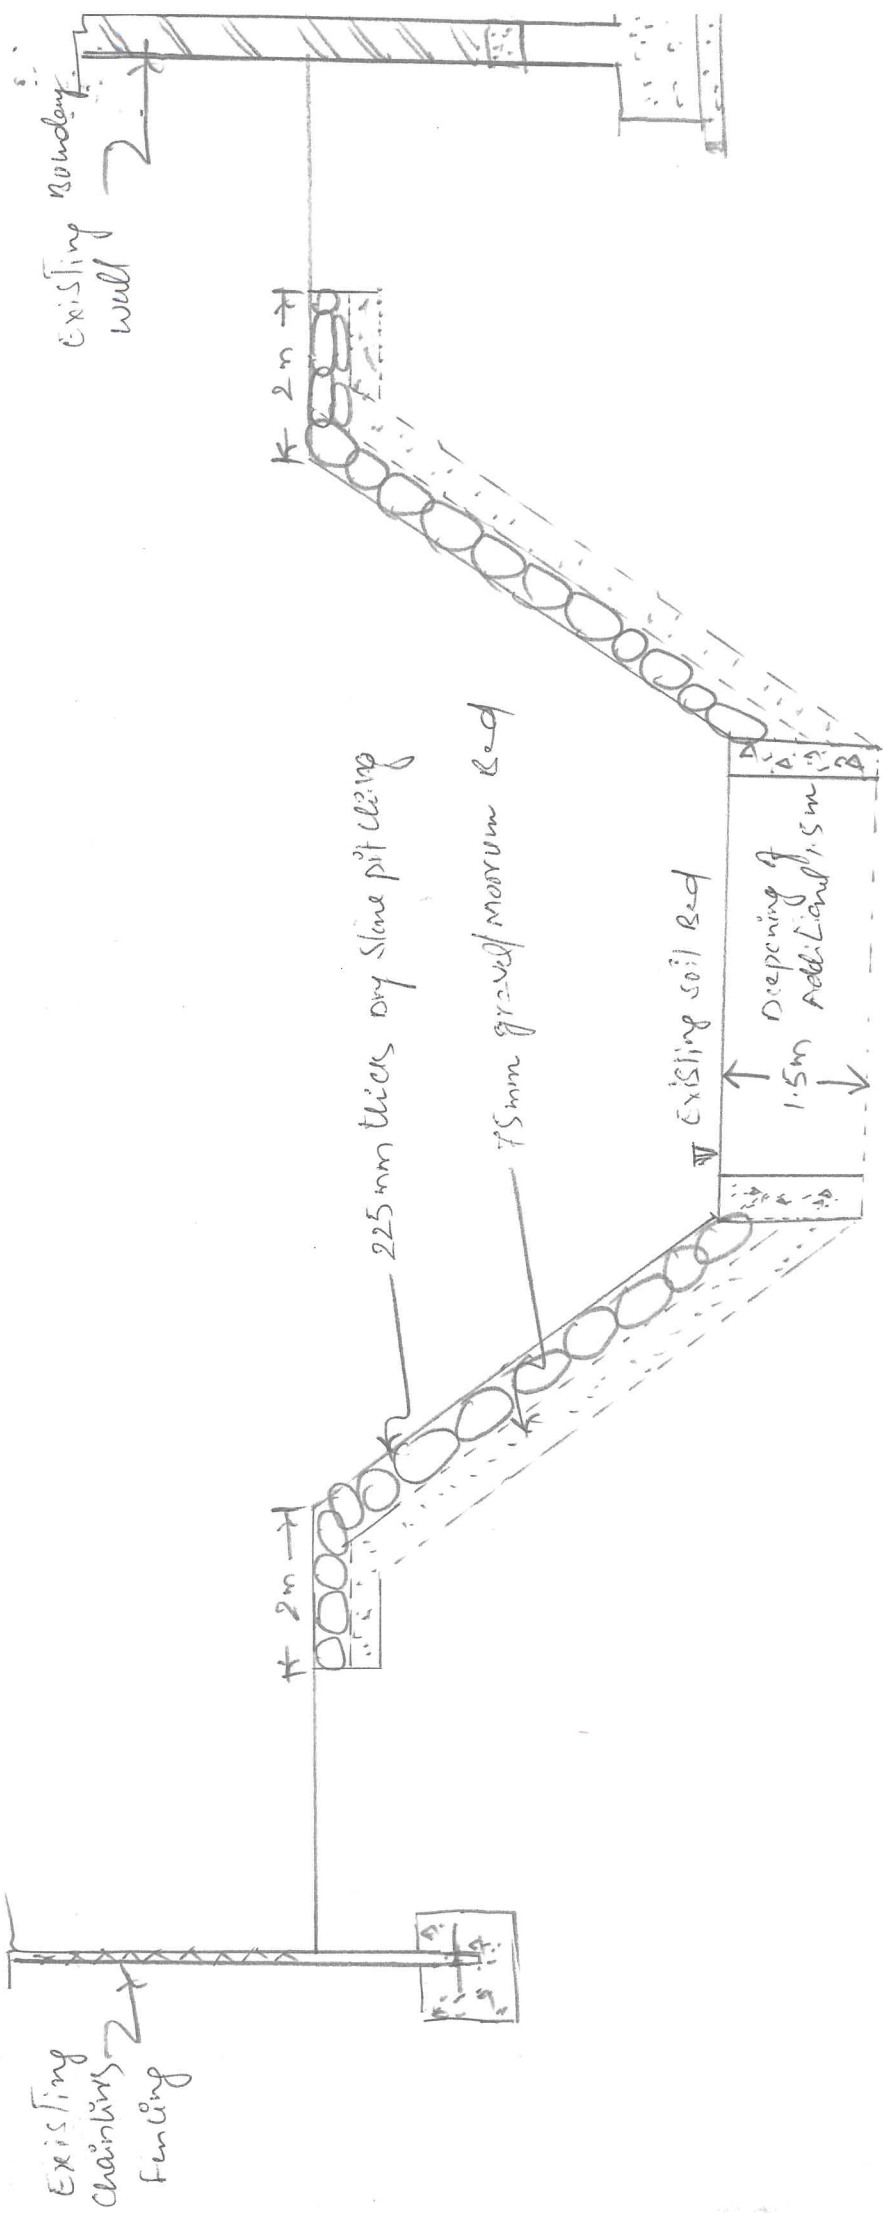 Existing
chainlink
Fencing
2m
225mm thick Dry Stone pitching
75mm gravel/Moorum Bed
Existing soil Bed
1.5m
Deepening of
Additional 1.5m
2m
Existing Boundary
wall